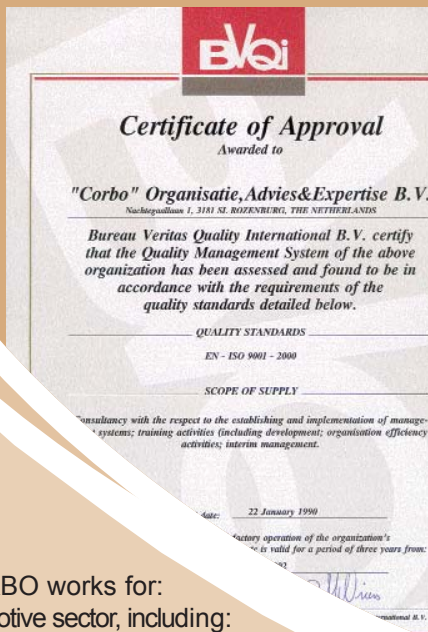 BVQi
Certificate of Approval
Awarded to
"Corbo" Organisatie,Advies&Expertise B.V.
Nachtegaallaan 1, 3181 SL ROZENBURG, THE NETHERLANDS
Bureau Veritas Quality International B.V. certify
that the Quality Management System of the above
organization has been assessed and found to be in
accordance with the requirements of the
quality standards detailed below.
QUALITY STANDARDS
EN - ISO 9001 - 2000
SCOPE OF SUPPLY
onsultancy with the respect to the establishing and implementation of manage-
systems; training activities (including development; organisation efficiency
activities; interim management.
date: 22 January 1990
factory operation of the organization's
is valid for a period of three years from:
BO works for:
otive sector, including:
ernational B.V.